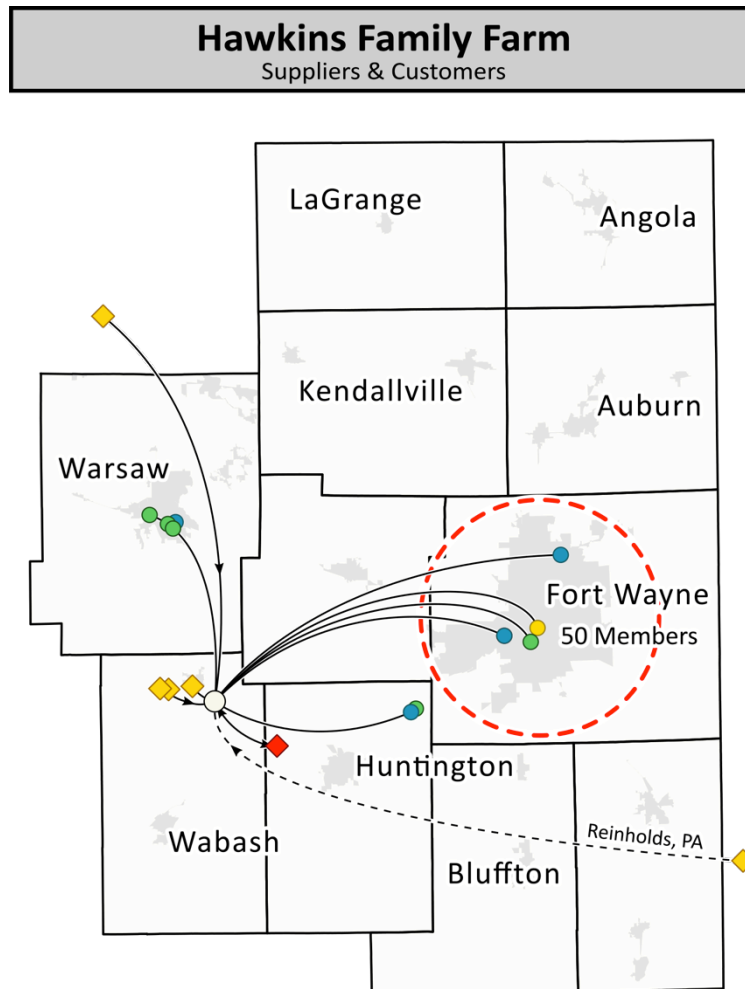 Hawkins Family Farm
Suppliers & Customers
LaGrange
Angola
Kendallville
Auburn
Warsaw
Fort Wayne
50 Members
Huntington
Wabash
Reinholds, PA
Bluffton